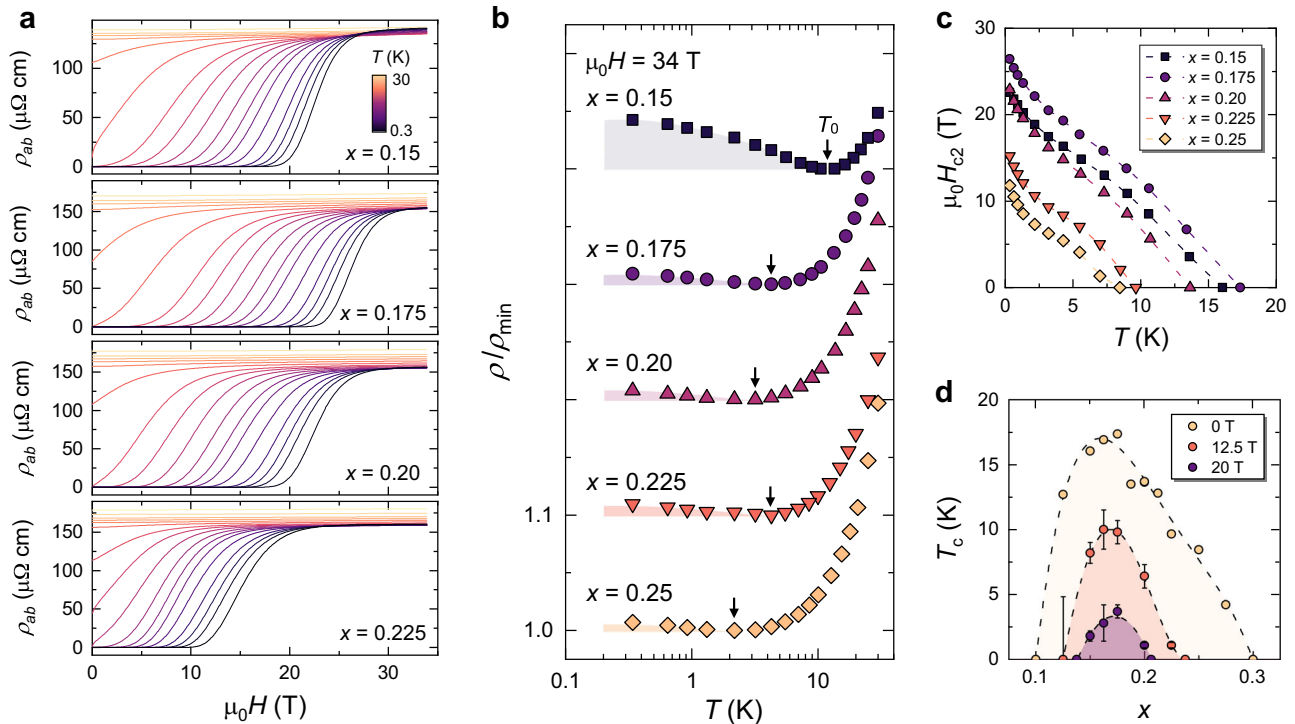 a
ρab (μΩ cm)
150
100
50
0
T (K)
30
0.3
x = 0.15
ρab (μΩ cm)
150
100
50
0
x = 0.175
ρab (μΩ cm)
150
100
50
0
x = 0.20
ρab (μΩ cm)
150
100
50
0
x = 0.225
0 10 20 30
μ0H (T)
b
μ0H = 34 T
x = 0.15
T0
x = 0.175
x = 0.20
x = 0.225
x = 0.25
ρ/ρmin
1.1
1.0
0.1 1 10
T (K)
c
μ0Hc2 (T)
30
20
10
0
x = 0.15
x = 0.175
x = 0.20
x = 0.225
x = 0.25
0 5 10 15 20
T (K)
d
Tc (K)
20
15
10
5
0
0 T
12.5 T
20 T
0.1 0.2 0.3
x